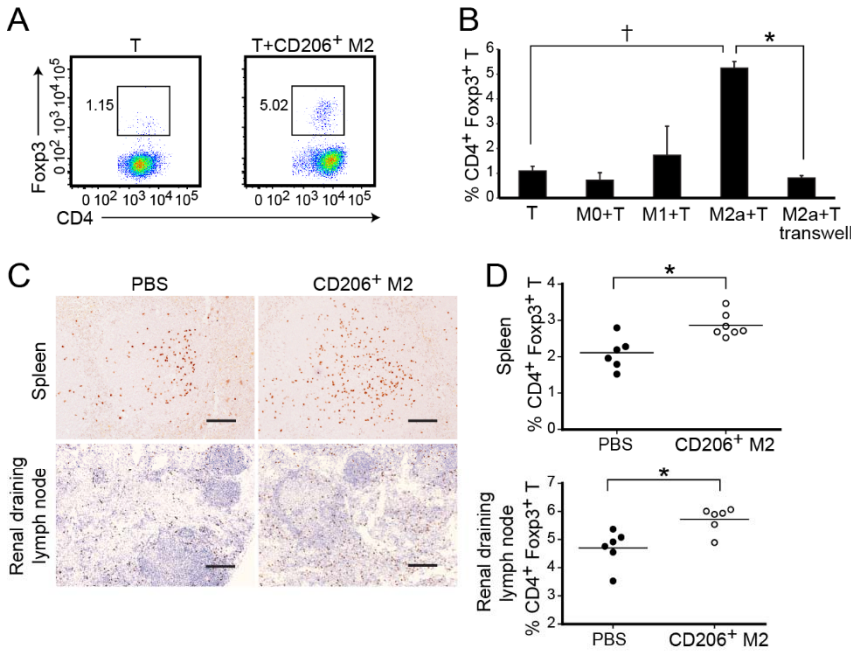 A
T
T+CD206⁺ M2
1.15
5.02
Foxp3
0 10² 10³ 10⁴ 10⁵
0 10² 10³ 10⁴ 10⁵
0 10² 10³ 10⁴ 10⁵
CD4
B
% CD4⁺ Foxp3⁺ T
6
5
4
3
2
1
0
†
*
T
M0+T
M1+T
M2a+T
M2a+T
transwell
C
PBS
CD206⁺ M2
Spleen
Renal draining
lymph node
D
Spleen
% CD4⁺ Foxp3⁺ T
4
3
2
1
0
*
PBS
CD206⁺ M2
Renal draining
lymph node
% CD4⁺ Foxp3⁺ T
7
6
5
4
3
2
*
PBS
CD206⁺ M2